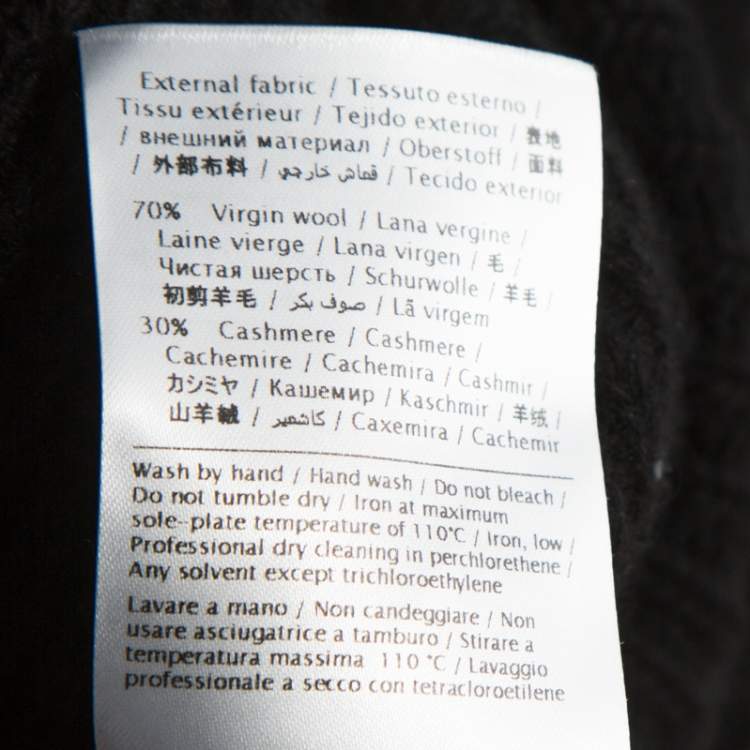 External fabric / Tessuto esterno /
Tissu extérieur / Tejido exterior / 表地
/ внешний материал / Oberstoff / 面料
/ 外部布料 / قماش خارجي / Tecido exterior
70% Virgin wool / Lana vergine /
Laine vierge / Lana virgen / 毛 /
Чистая шерсть / Schurwolle / 羊毛 /
初剪羊毛 / صوف بكر / Lã virgem
30% Cashmere / Cashmere /
Cachemire / Cachemira / Cashmir /
カシミヤ / Кашемир / Kaschmir / 羊绒 /
山羊絨 / كاشمير / Caxemira / Cachemir
Wash by hand / Hand wash / Do not bleach /
Do not tumble dry / Iron at maximum
sole-plate temperature of 110°C / Iron, low /
Professional dry cleaning in perchlorethene /
Any solvent except trichloroethylene
Lavare a mano / Non candeggiare / Non
usare asciugatrice a tamburo / Stirare a
temperatura massima 110 °C / Lavaggio
professionale a secco con tetracloroetilene